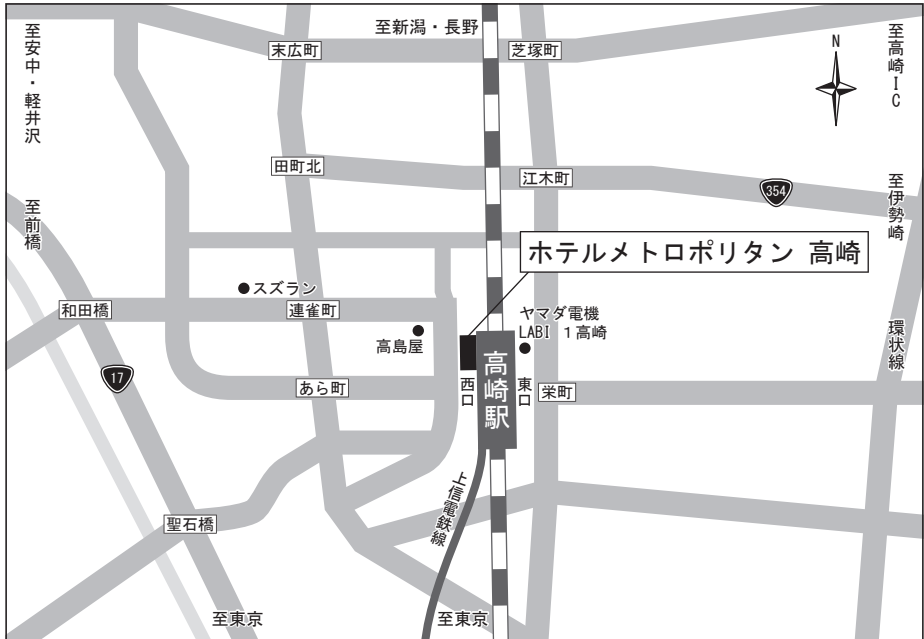 至新潟・長野
至安中・軽井沢
末広町
芝塚町
N
至高崎IC
田町北
江木町
354
至伊勢崎
至前橋
ホテルメトロポリタン 高崎
スズラン
和田橋
連雀町
ヤマダ電機
LABI 1高崎
高島屋
環状線
17
あら町
西口
高崎駅
東口
栄町
上信電鉄線
聖石橋
至東京
至東京